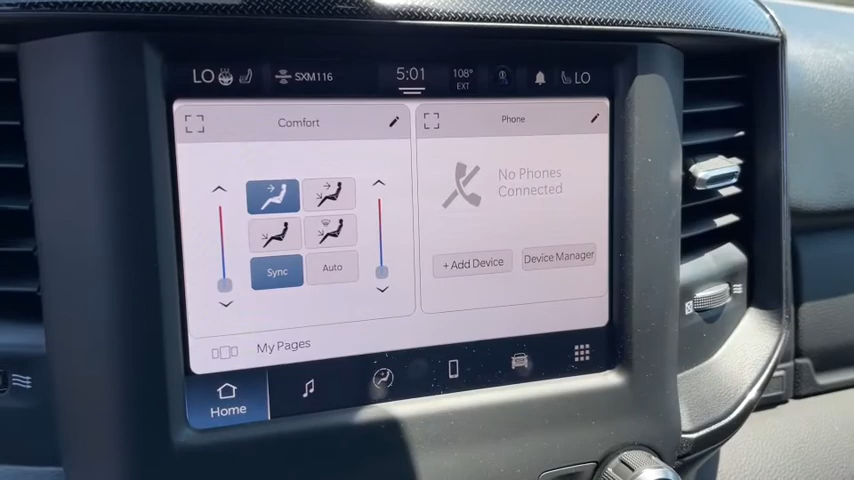 LO SXM116 5:01 108° EXT LO
Comfort
Phone
No Phones
Connected
Sync Auto
+ Add Device Device Manager
My Pages
Home